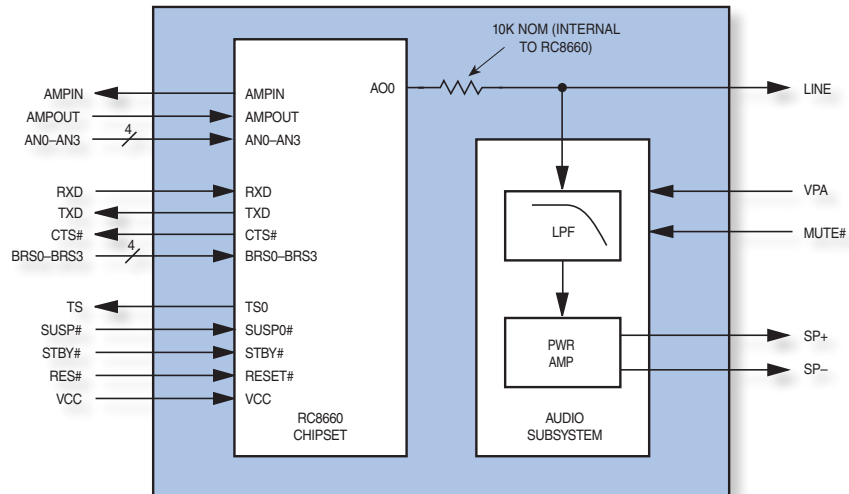 10K NOM (INTERNAL
TO RC8660)
AMPIN
AMPOUT
AN0–AN3
4
RXD
TXD
CTS#
BRS0–BRS3
4
TS
SUSP#
STBY#
RES#
VCC
AMPIN
AMPOUT
AN0–AN3
RXD
TXD
CTS#
BRS0–BRS3
TS0
SUSP0#
STBY#
RESET#
VCC
AO0
RC8660
CHIPSET
LPF
PWR
AMP
AUDIO
SUBSYSTEM
LINE
VPA
MUTE#
SP+
SP–